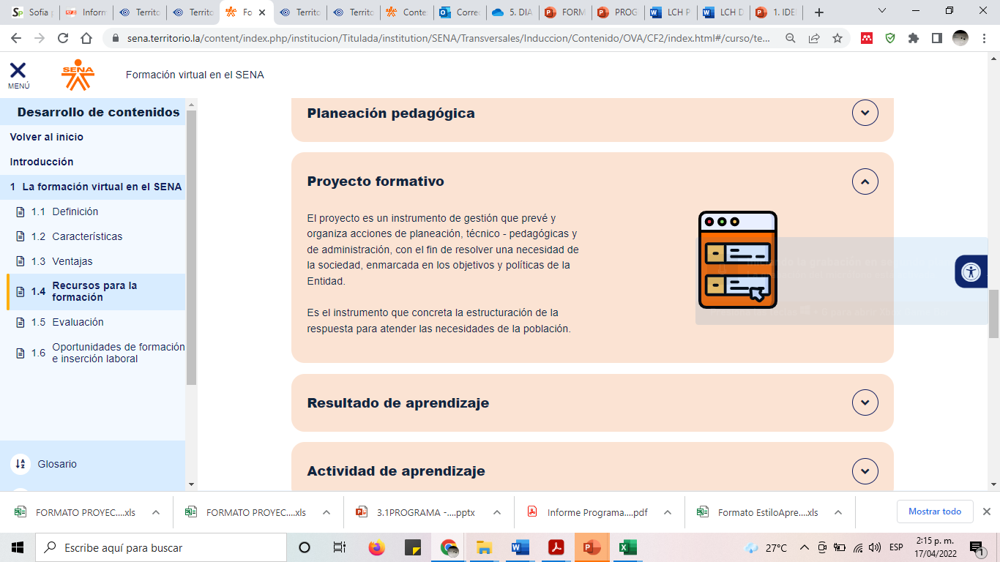 Sofia
Inform
Territo
Territo
Fo
Territo
Territo
Conte
Corre
5. DIA
FORM
PROG
LCH P
LCH D
1. IDE
sena.territorio.la/content/index.php/institucion/Titulada/institution/SENA/Transversales/Induccion/Contenido/OVA/CF2/index.html#/curso/te...
MENÚ
SENA
Formación virtual en el SENA
Desarrollo de contenidos
Volver al inicio
Introducción
1 La formación virtual en el SENA
1.1 Definición
1.2 Características
1.3 Ventajas
1.4 Recursos para la
formación
1.5 Evaluación
1.6 Oportunidades de formación
e inserción laboral
Glosario
Planeación pedagógica
Proyecto formativo
El proyecto es un instrumento de gestión que prevé y
organiza acciones de planeación, técnico - pedagógicas y
de administración, con el fin de resolver una necesidad de
la sociedad, enmarcada en los objetivos y políticas de la
Entidad.
Es el instrumento que concreta la estructuración de la
respuesta para atender las necesidades de la población.
Resultado de aprendizaje
Actividad de aprendizaje
FORMATO PROYEC....xls
FORMATO PROYEC....xls
3.1PROGRAMA -....pptx
Informe Programa....pdf
Formato EstiloApre....xls
Mostrar todo
Escribe aquí para buscar
27°C
ESP
2:15 p. m.
17/04/2022
1